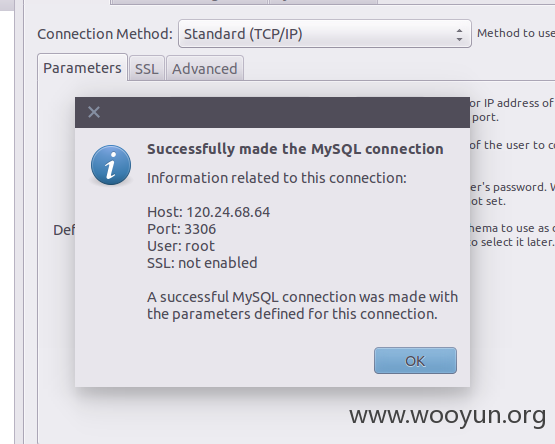 Connection Method: Standard (TCP/IP) Method to use
Parameters SSL Advanced
or IP address of
port.
Successfully made the MySQL connection
of the user to co
Information related to this connection:
er's password. W
ot set.
Host: 120.24.68.64
Port: 3306
Def
hema to use as d
User: root
to select it later.
SSL: not enabled
A successful MySQL connection was made with
the parameters defined for this connection.
OK
www.wooyun.org